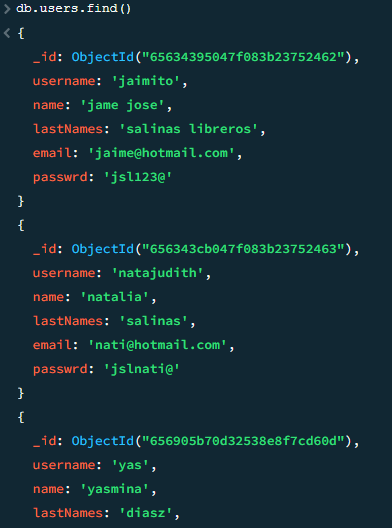 > db.users.find()
< {
_id: ObjectId("65634395047f083b23752462"),
username: 'jaimito',
name: 'jame jose',
lastNames: 'salinas libreros',
email: 'jaime@hotmail.com',
passwrd: 'jsl123@'
}
{
_id: ObjectId("656343cb047f083b23752463"),
username: 'natajudith',
name: 'natalia',
lastNames: 'salinas',
email: 'nati@hotmail.com',
passwrd: 'jslnati@'
}
{
_id: ObjectId("656905b70d32538e8f7cd60d"),
username: 'yas',
name: 'yasmina',
lastNames: 'diasz',